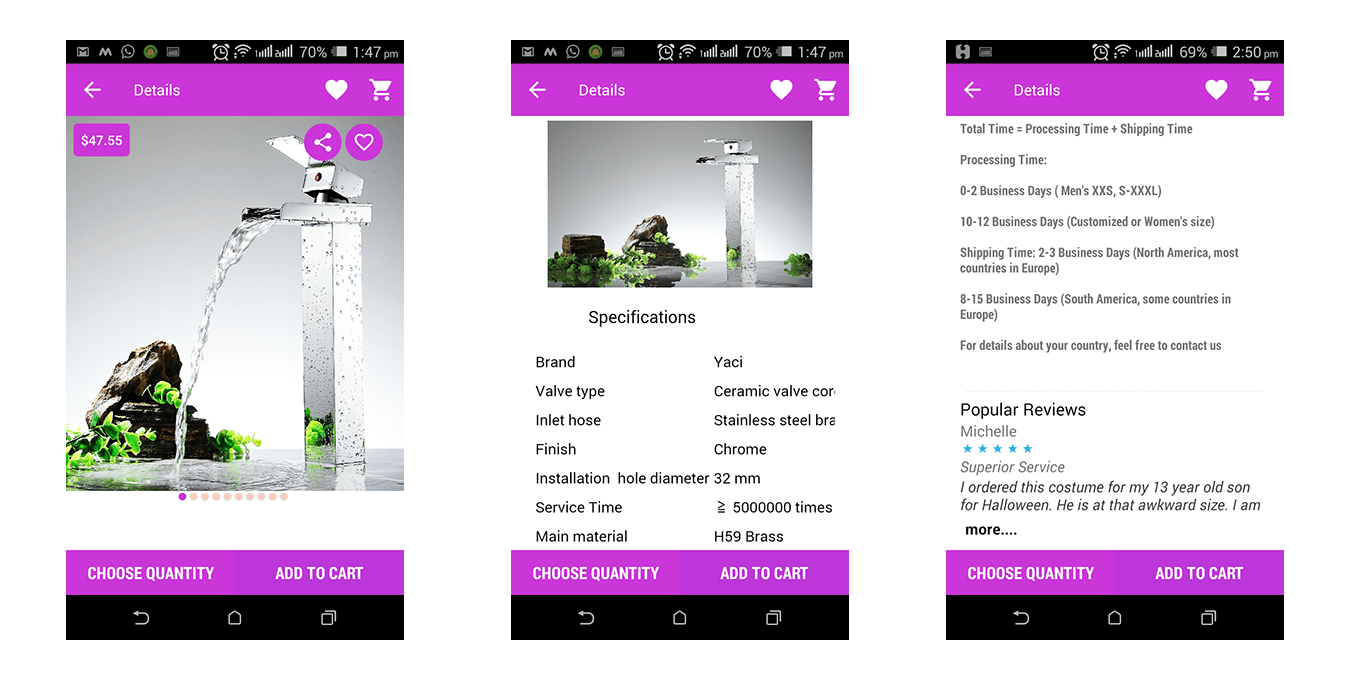 70% 1:47 pm
Details
$47.55
CHOOSE QUANTITY ADD TO CART
70% 1:47 pm
Details
Specifications
Brand Yaci
Valve type Ceramic valve cor
Inlet hose Stainless steel bra
Finish Chrome
Installation hole diameter 32 mm
Service Time ≧ 5000000 times
Main material H59 Brass
CHOOSE QUANTITY ADD TO CART
69% 2:50 pm
Details
Total Time = Processing Time + Shipping Time
Processing Time:
0-2 Business Days ( Men's XXS, S-XXXL)
10-12 Business Days (Customized or Women's size)
Shipping Time: 2-3 Business Days (North America, most
countries in Europe)
8-15 Business Days (South America, some countries in
Europe)
For details about your country, feel free to contact us
Popular Reviews
Michelle
Superior Service
I ordered this costume for my 13 year old son
for Halloween. He is at that awkward size. I am
more....
CHOOSE QUANTITY ADD TO CART